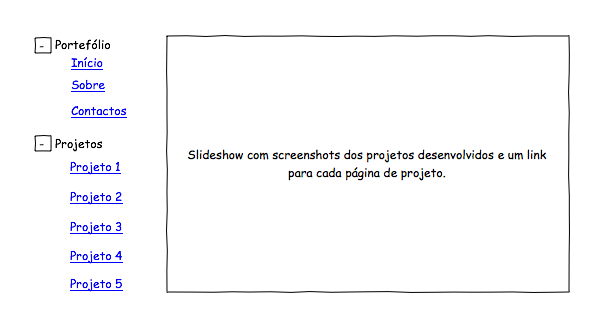 - Portefólio
Início
Sobre
Contactos
- Projetos
Projeto 1
Projeto 2
Projeto 3
Projeto 4
Projeto 5
Slideshow com screenshots dos projetos desenvolvidos e um link
para cada página de projeto.